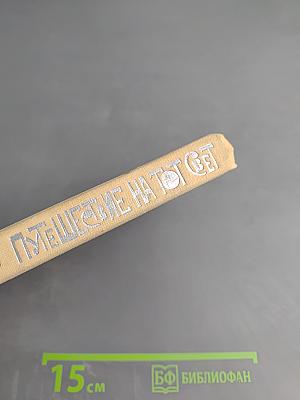 ПУТЕШЕСТВИЕ НА ТОТ СВЕТ
15 см
БФ БИБЛИОФАН